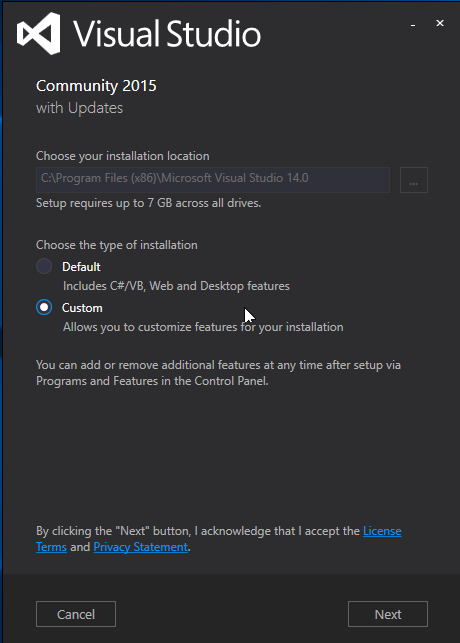 Visual Studio
Community 2015
with Updates
Choose your installation location
C:\Program Files (x86)\Microsoft Visual Studio 14.0
...
Setup requires up to 7 GB across all drives.
Choose the type of installation
Default
Includes C#/VB, Web and Desktop features
Custom
Allows you to customize features for your installation
You can add or remove additional features at any time after setup via
Programs and Features in the Control Panel.
By clicking the "Next" button, I acknowledge that I accept the License
Terms and Privacy Statement.
Cancel
Next